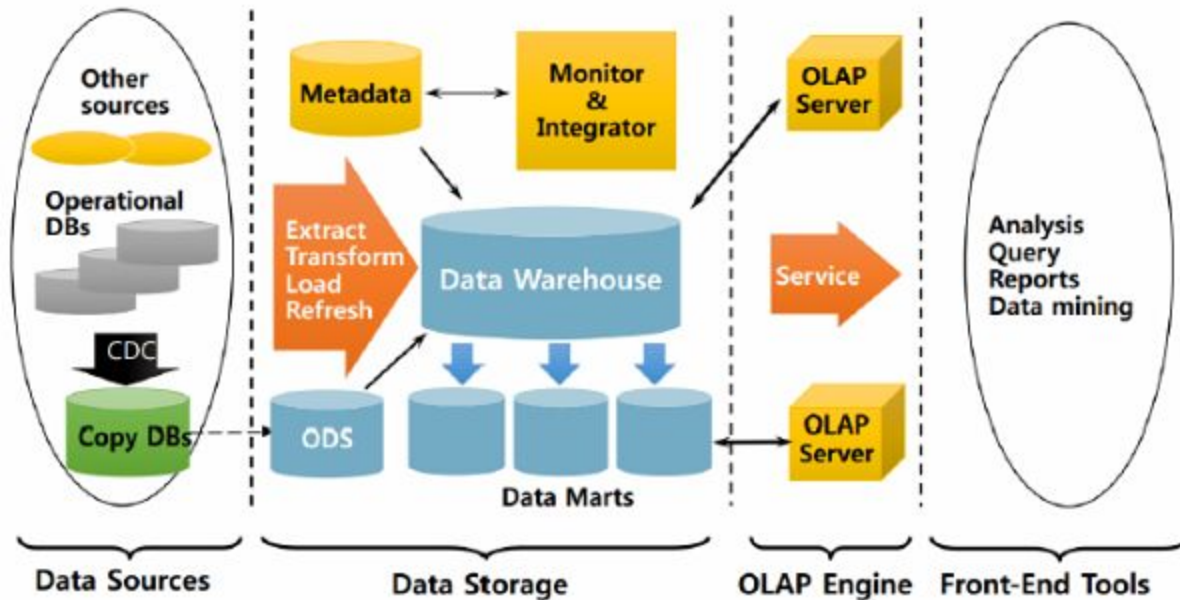 Other
sources
Operational
DBs
CDC
Copy DBs
Data Sources
Metadata
Monitor
&
Integrator
Extract
Transform
Load
Refresh
Data Warehouse
ODS
Data Marts
Data Storage
OLAP
Server
Service
OLAP
Server
OLAP Engine
Analysis
Query
Reports
Data mining
Front-End Tools